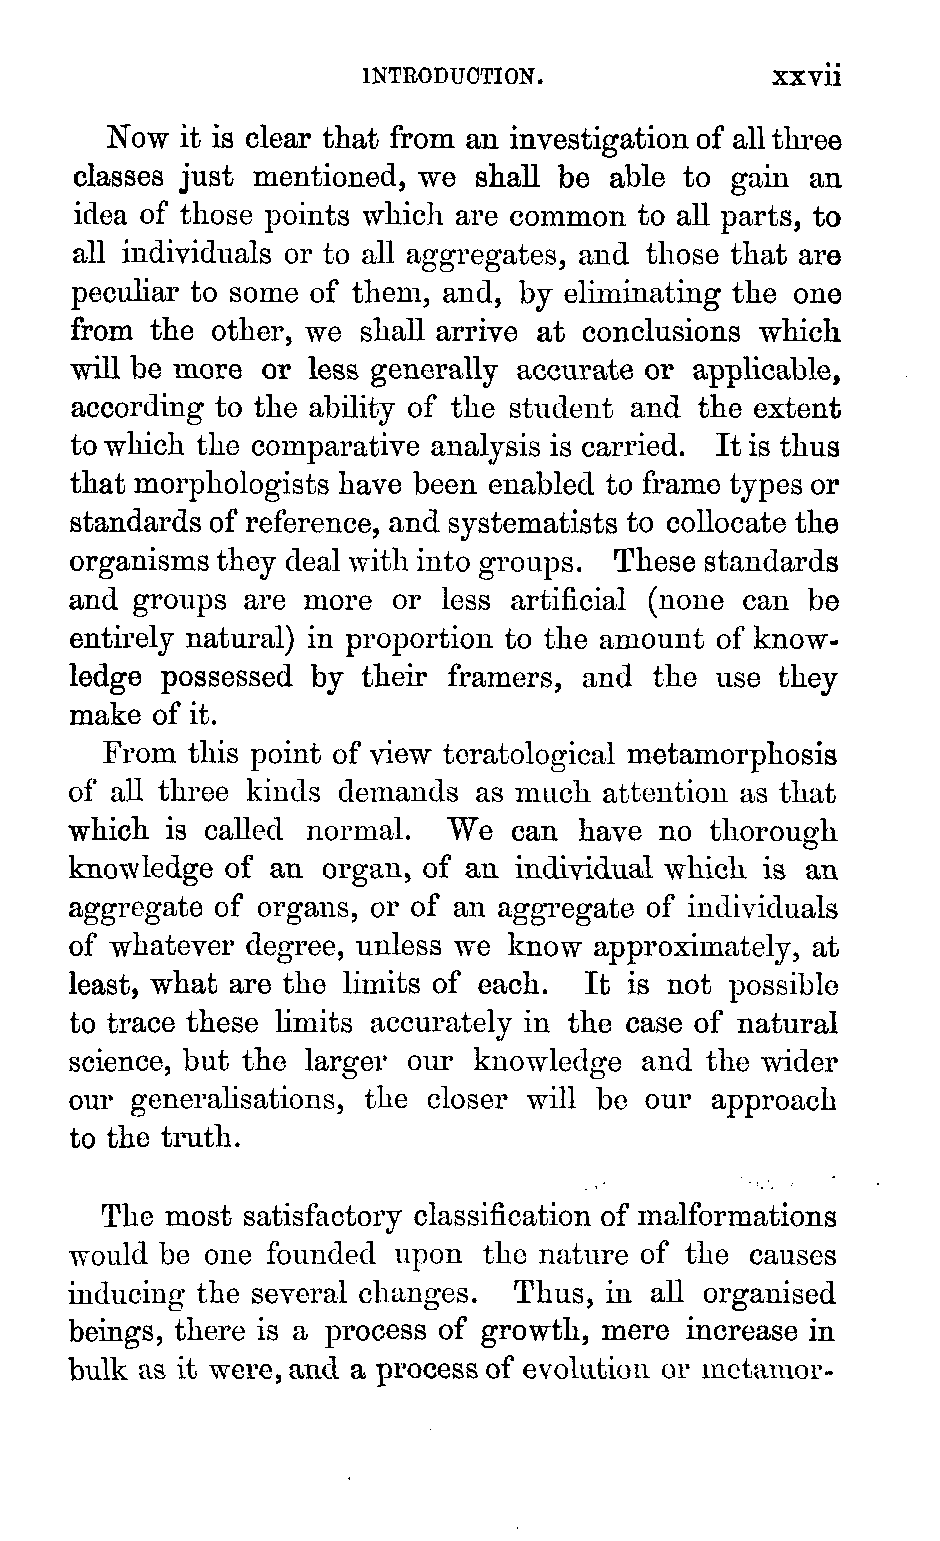 INTRODUCTION. xxvii
Now it is clear that from an investigation of all three
classes just mentioned, we shall be able to gain an
idea of those points which are common to all parts, to
all individuals or to all aggregates, and those that are
peculiar to some of them, and, by eliminating the one
from the other, we shall arrive at conclusions which
will be more or less generally accurate or applicable,
according to the ability of the student and the extent
to which the comparative analysis is carried. It is thus
that morphologists have been enabled to frame types or
standards of reference, and systematists to collocate the
organisms they deal with into groups. These standards
and groups are more or less artificial (none can be
entirely natural) in proportion to the amount of know-
ledge possessed by their framers, and the use they
make of it.
From this point of view teratological metamorphosis
of all three kinds demands as much attention as that
which is called normal. We can have no thorough
knowledge of an organ, of an individual which is an
aggregate of organs, or of an aggregate of individuals
of whatever degree, unless we know approximately, at
least, what are the limits of each. It is not possible
to trace these limits accurately in the case of natural
science, but the larger our knowledge and the wider
our generalisations, the closer will be our approach
to the truth.
The most satisfactory classification of malformations
would be one founded upon the nature of the causes
inducing the several changes. Thus, in all organised
beings, there is a process of growth, mere increase in
bulk as it were, and a process of evolution or metamor-